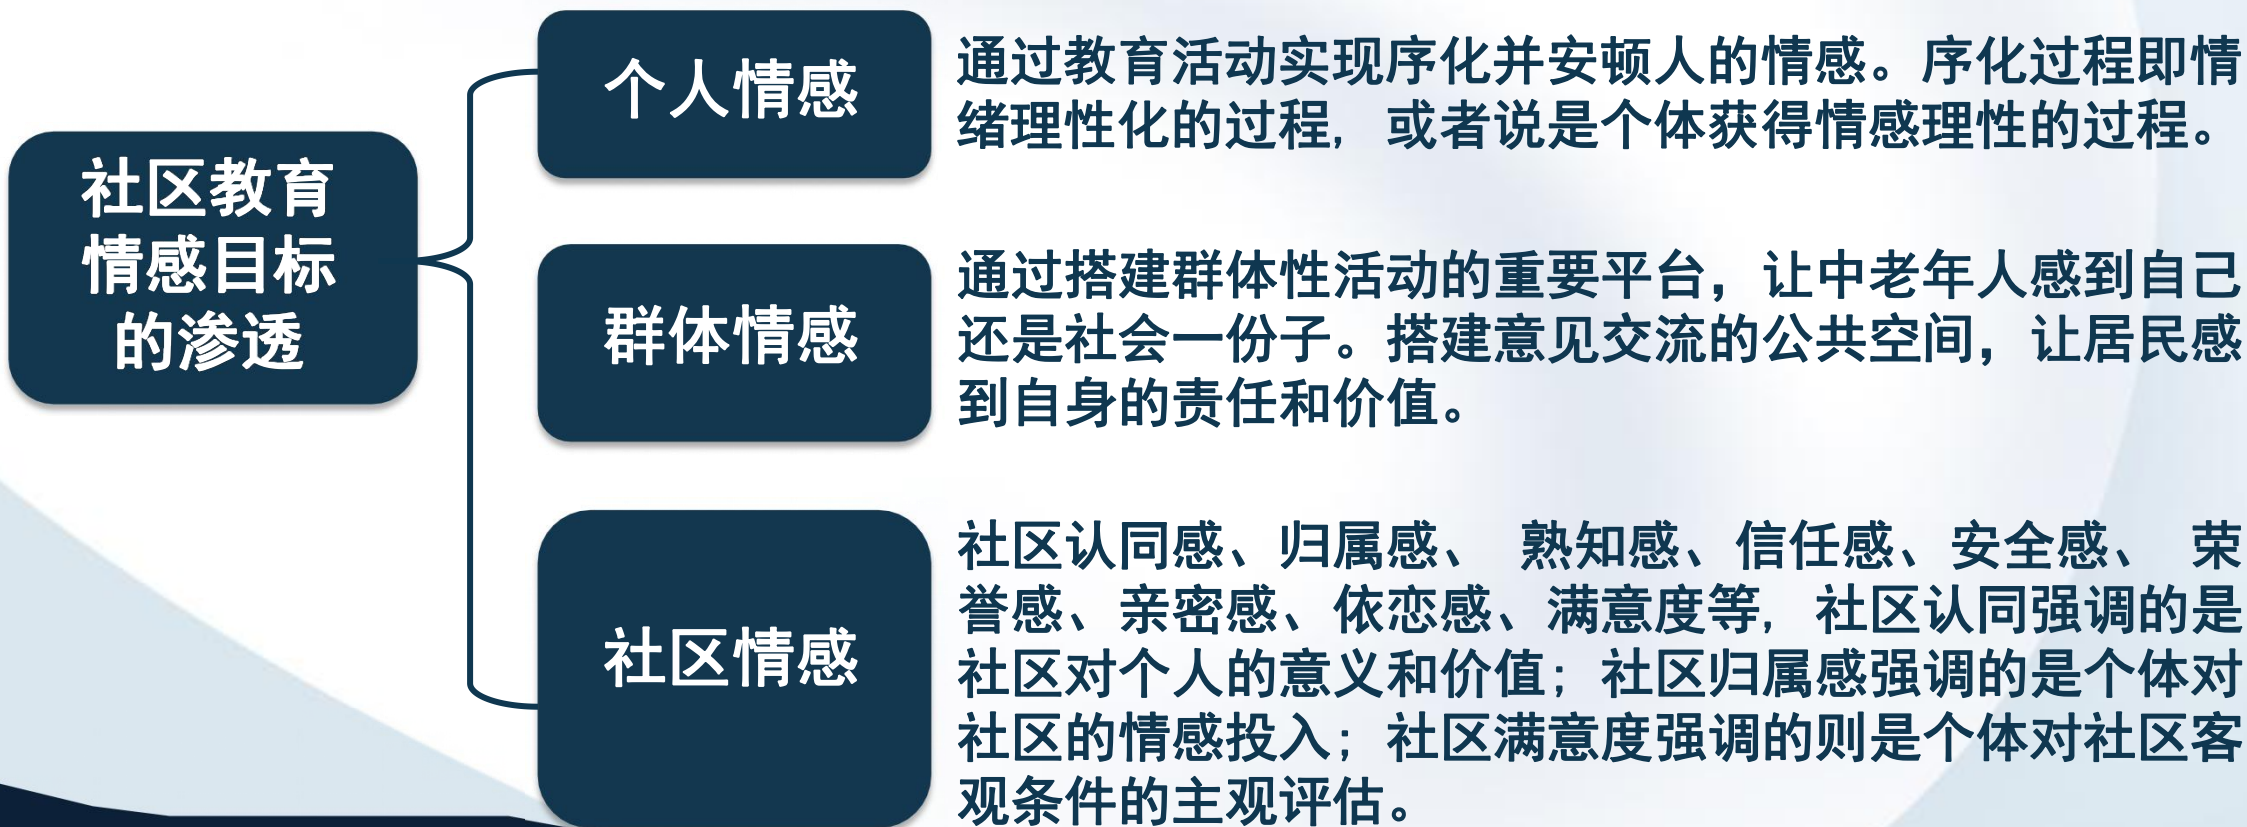 社区教育
情感目标
的渗透
个人情感
通过教育活动实现序化并安顿人的情感。序化过程即情
绪理性化的过程, 或者说是个体获得情感理性的过程。
群体情感
通过搭建群体性活动的重要平台，让中老年人感到自己
还是社会一份子。搭建意见交流的公共空间，让居民感
到自身的责任和价值。
社区情感
社区认同感、归属感、 熟知感、信任感、安全感、 荣
誉感、亲密感、依恋感、满意度等, 社区认同强调的是
社区对个人的意义和价值; 社区归属感强调的是个体对
社区的情感投入; 社区满意度强调的则是个体对社区客
观条件的主观评估。